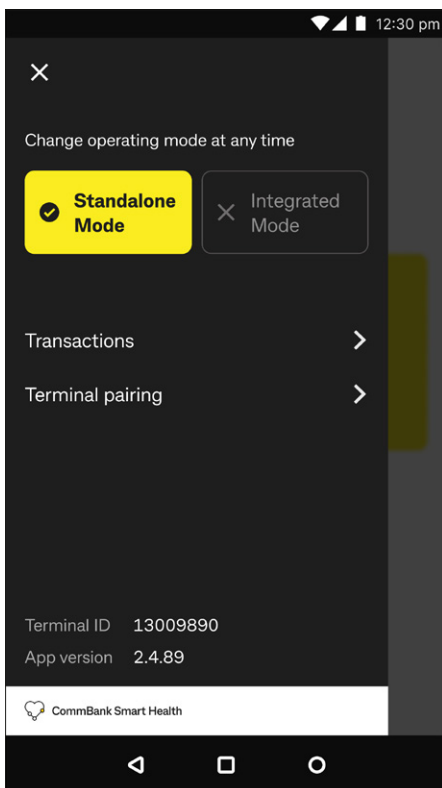 12:30 pm
Change operating mode at any time
Standalone
Mode
Integrated
Mode
Transactions
Terminal pairing
Terminal ID 13009890
App version 2.4.89
CommBank Smart Health